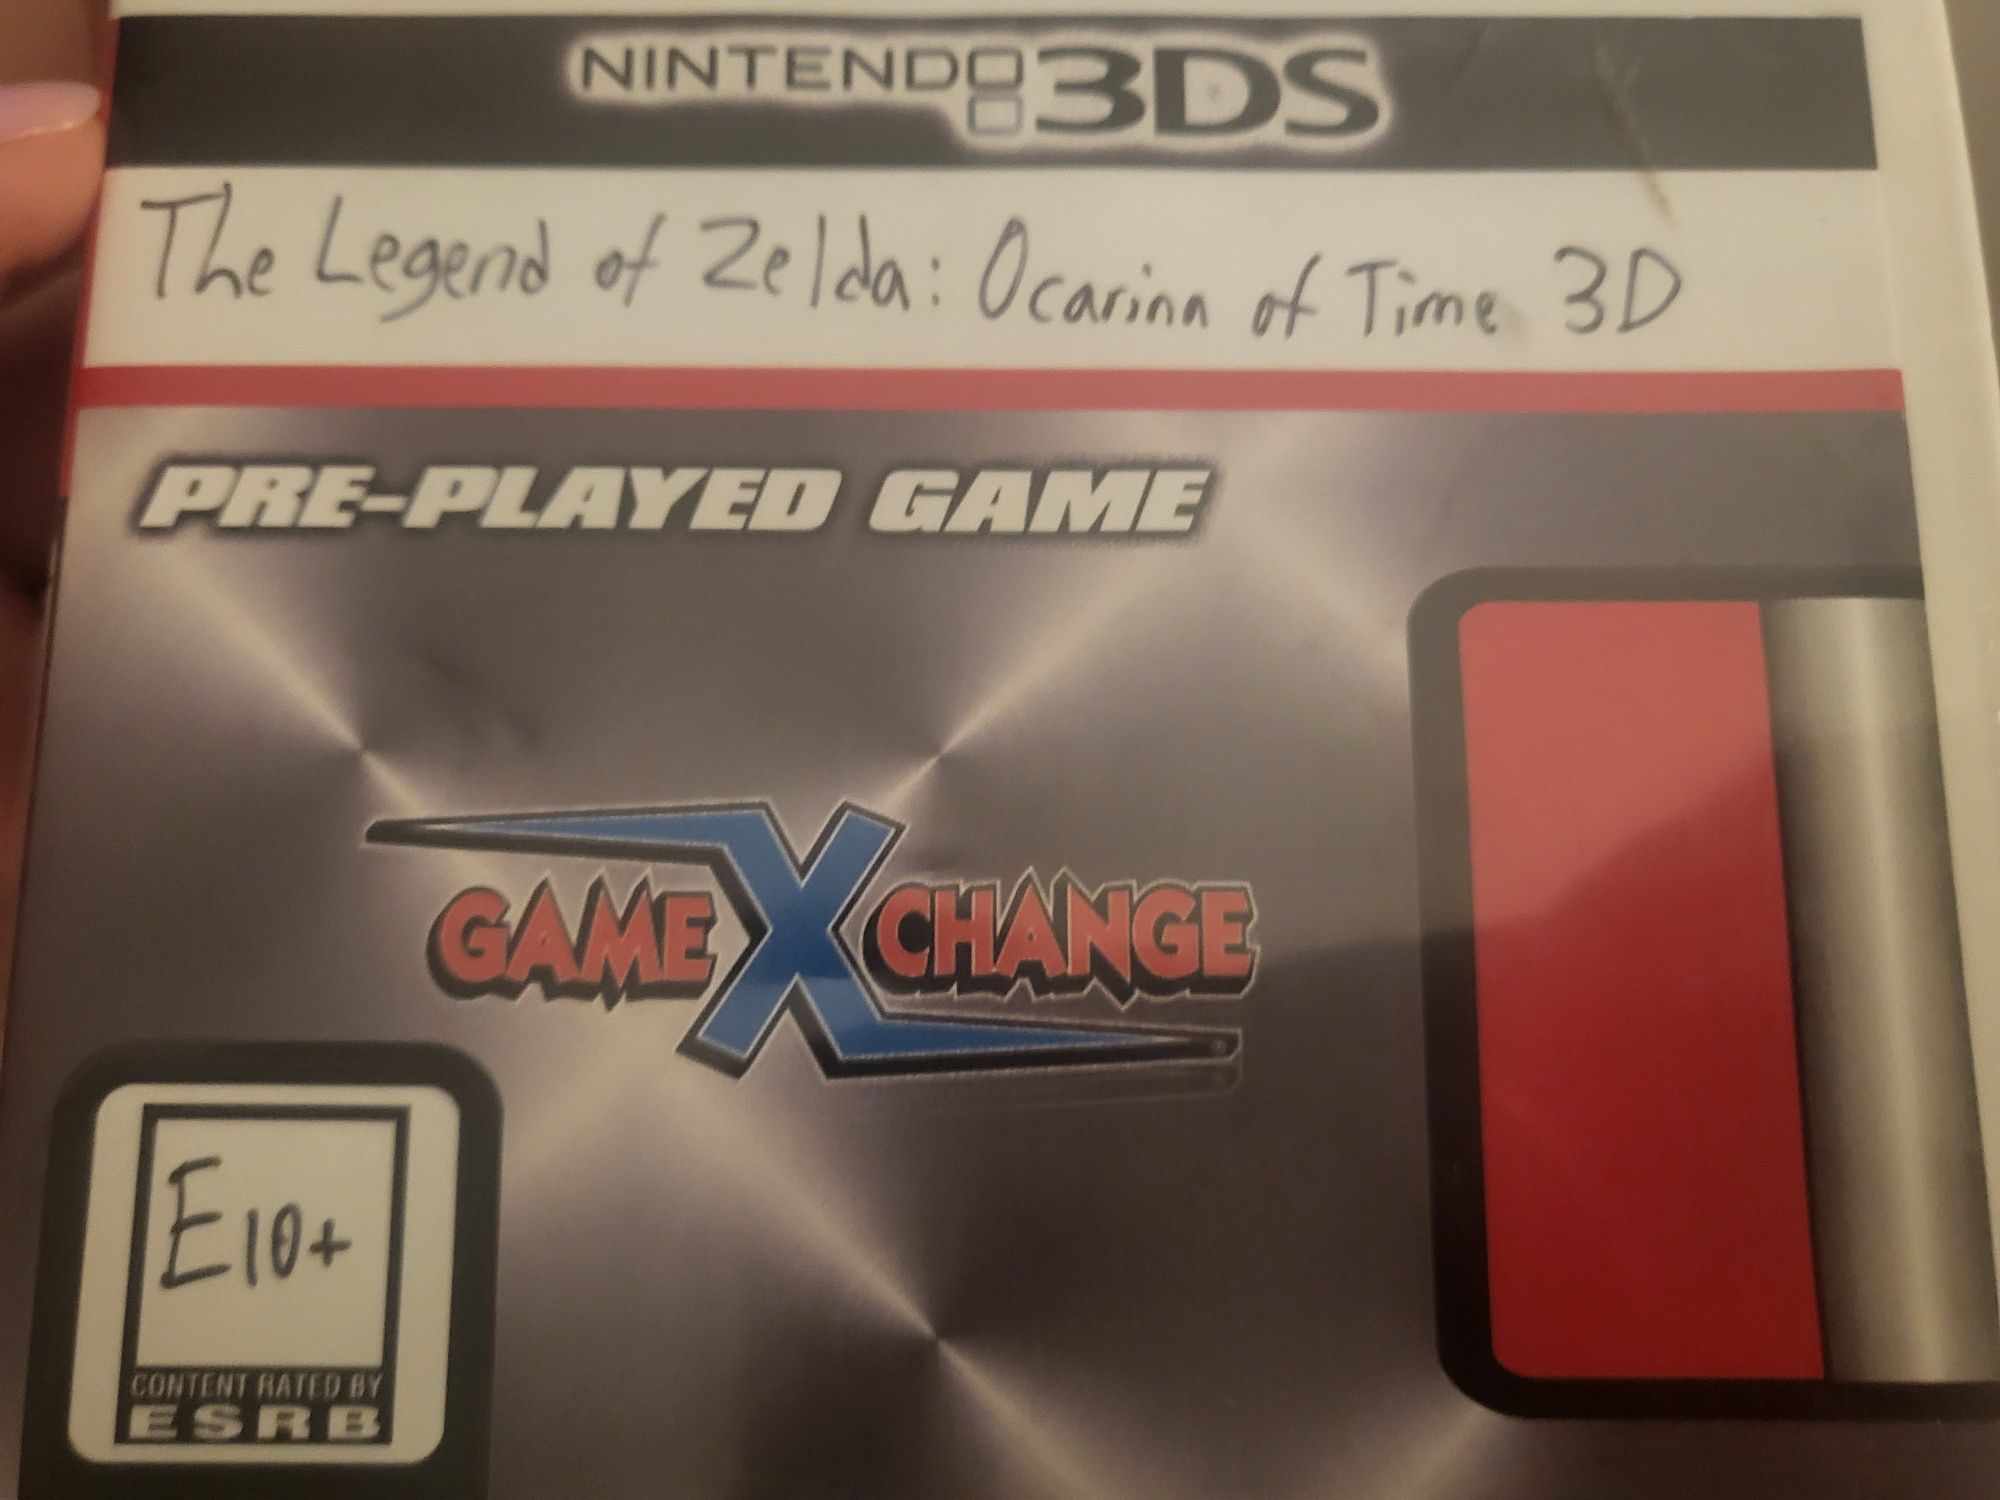 NINTENDO 3DS
The Legend of Zelda: Ocarina of Time 3D
PRE-PLAYED GAME
GAME X CHANGE
E10+
CONTENT RATED BY
ESRB